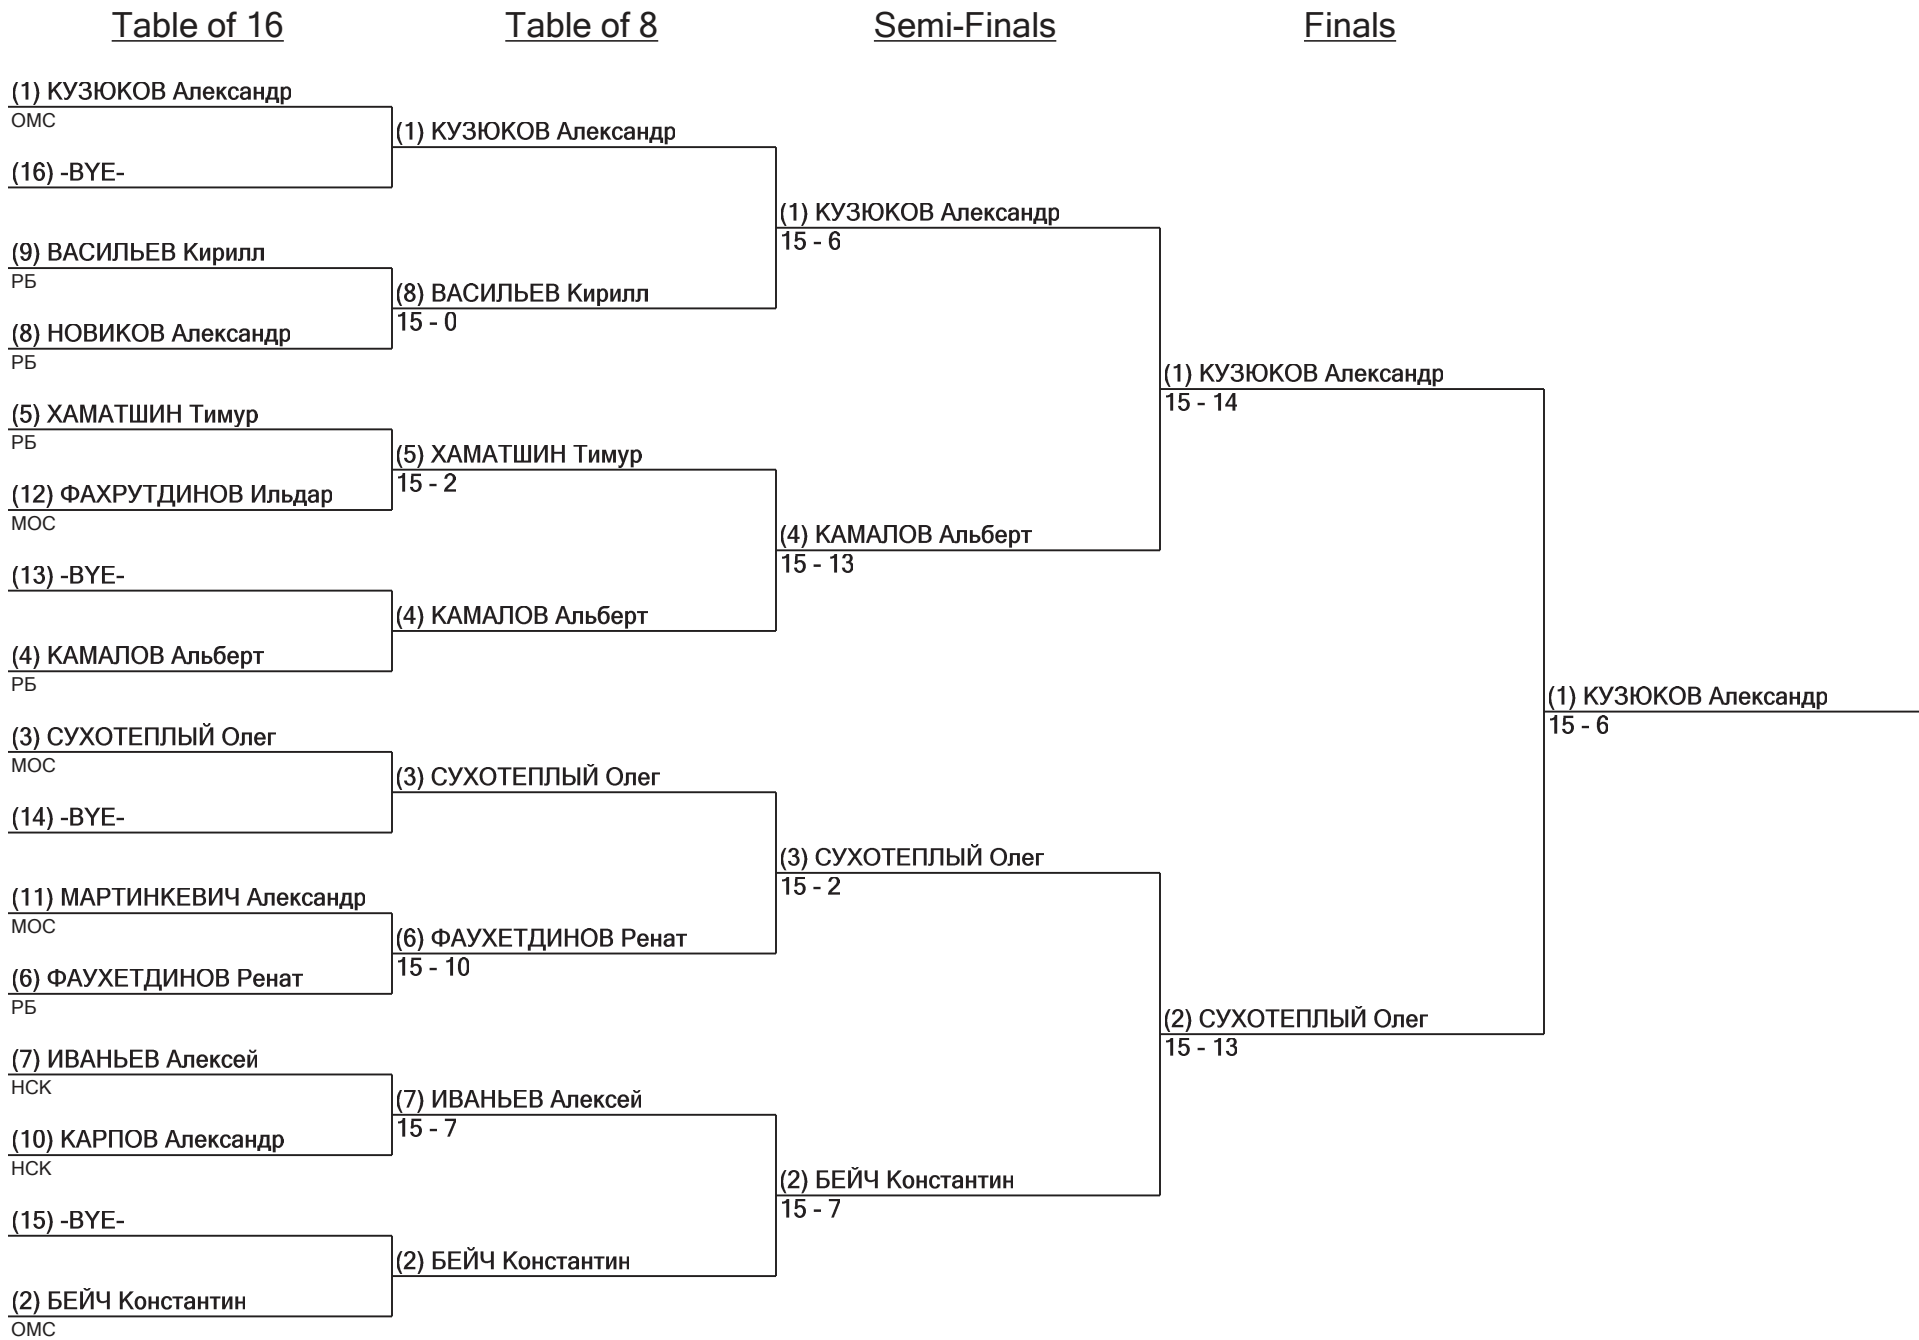 Table of 16
Table of 8
Semi-Finals
Finals
(1) КУЗЮКОВ Александр
ОМС
(16) -BYE-
(9) ВАСИЛЬЕВ Кирилл
РБ
(8) НОВИКОВ Александр
РБ
(5) ХАМАТШИН Тимур
РБ
(12) ФАХРУТДИНОВ Ильдар
МОС
(13) -BYE-
(4) КАМАЛОВ Альберт
РБ
(3) СУХОТЕПЛЫЙ Олег
МОС
(14) -BYE-
(11) МАРТИНКЕВИЧ Александр
МОС
(6) ФАУХЕТДИНОВ Ренат
РБ
(7) ИВАНЬЕВ Алексей
НСК
(10) КАРПОВ Александр
НСК
(15) -BYE-
(2) БЕЙЧ Константин
ОМС
(1) КУЗЮКОВ Александр
(8) ВАСИЛЬЕВ Кирилл
15 - 0
(5) ХАМАТШИН Тимур
15 - 2
(4) КАМАЛОВ Альберт
(3) СУХОТЕПЛЫЙ Олег
(6) ФАУХЕТДИНОВ Ренат
15 - 10
(7) ИВАНЬЕВ Алексей
15 - 7
(2) БЕЙЧ Константин
(1) КУЗЮКОВ Александр
15 - 6
(4) КАМАЛОВ Альберт
15 - 13
(3) СУХОТЕПЛЫЙ Олег
15 - 2
(2) БЕЙЧ Константин
15 - 7
(1) КУЗЮКОВ Александр
15 - 14
(2) СУХОТЕПЛЫЙ Олег
15 - 13
(1) КУЗЮКОВ Александр
15 - 6